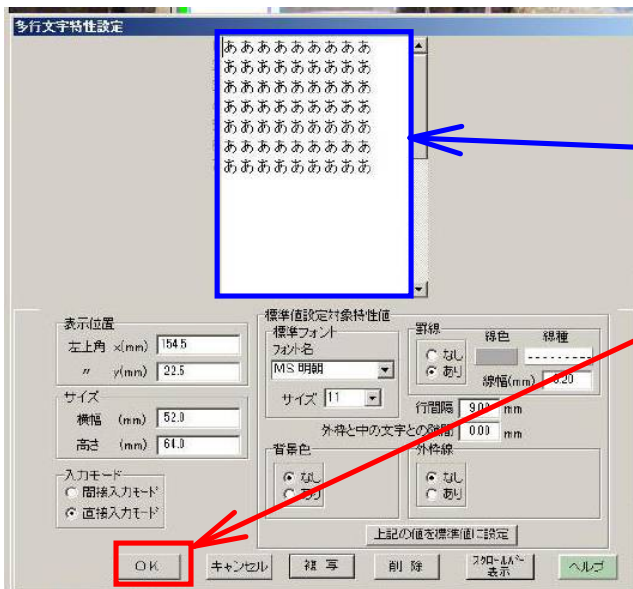 多行文字特性設定
あああああああああ
あああああああああ
あああああああああ
あああああああああ
あああああああああ
あああああああああ
あああああああああ
表示位置
左上角 x(mm) 154.5
〃 y(mm) 22.5
サイズ
横幅 (mm) 52.0
高さ (mm) 64.0
入力モード
間接入力モード
直接入力モード
標準値設定対象特性値
標準フォント
フォント名
MS 明朝
サイズ 11
罫線
なし
あり
線色 線種
線幅(mm) 0.20
行間隔 9.00 mm
外枠と中の文字との隙間 0.00 mm
背景色
なし
あり
外枠線
なし
あり
上記の値を標準値に設定
OK キャンセル 複写 削除 スクロールバー表示 ヘルプ